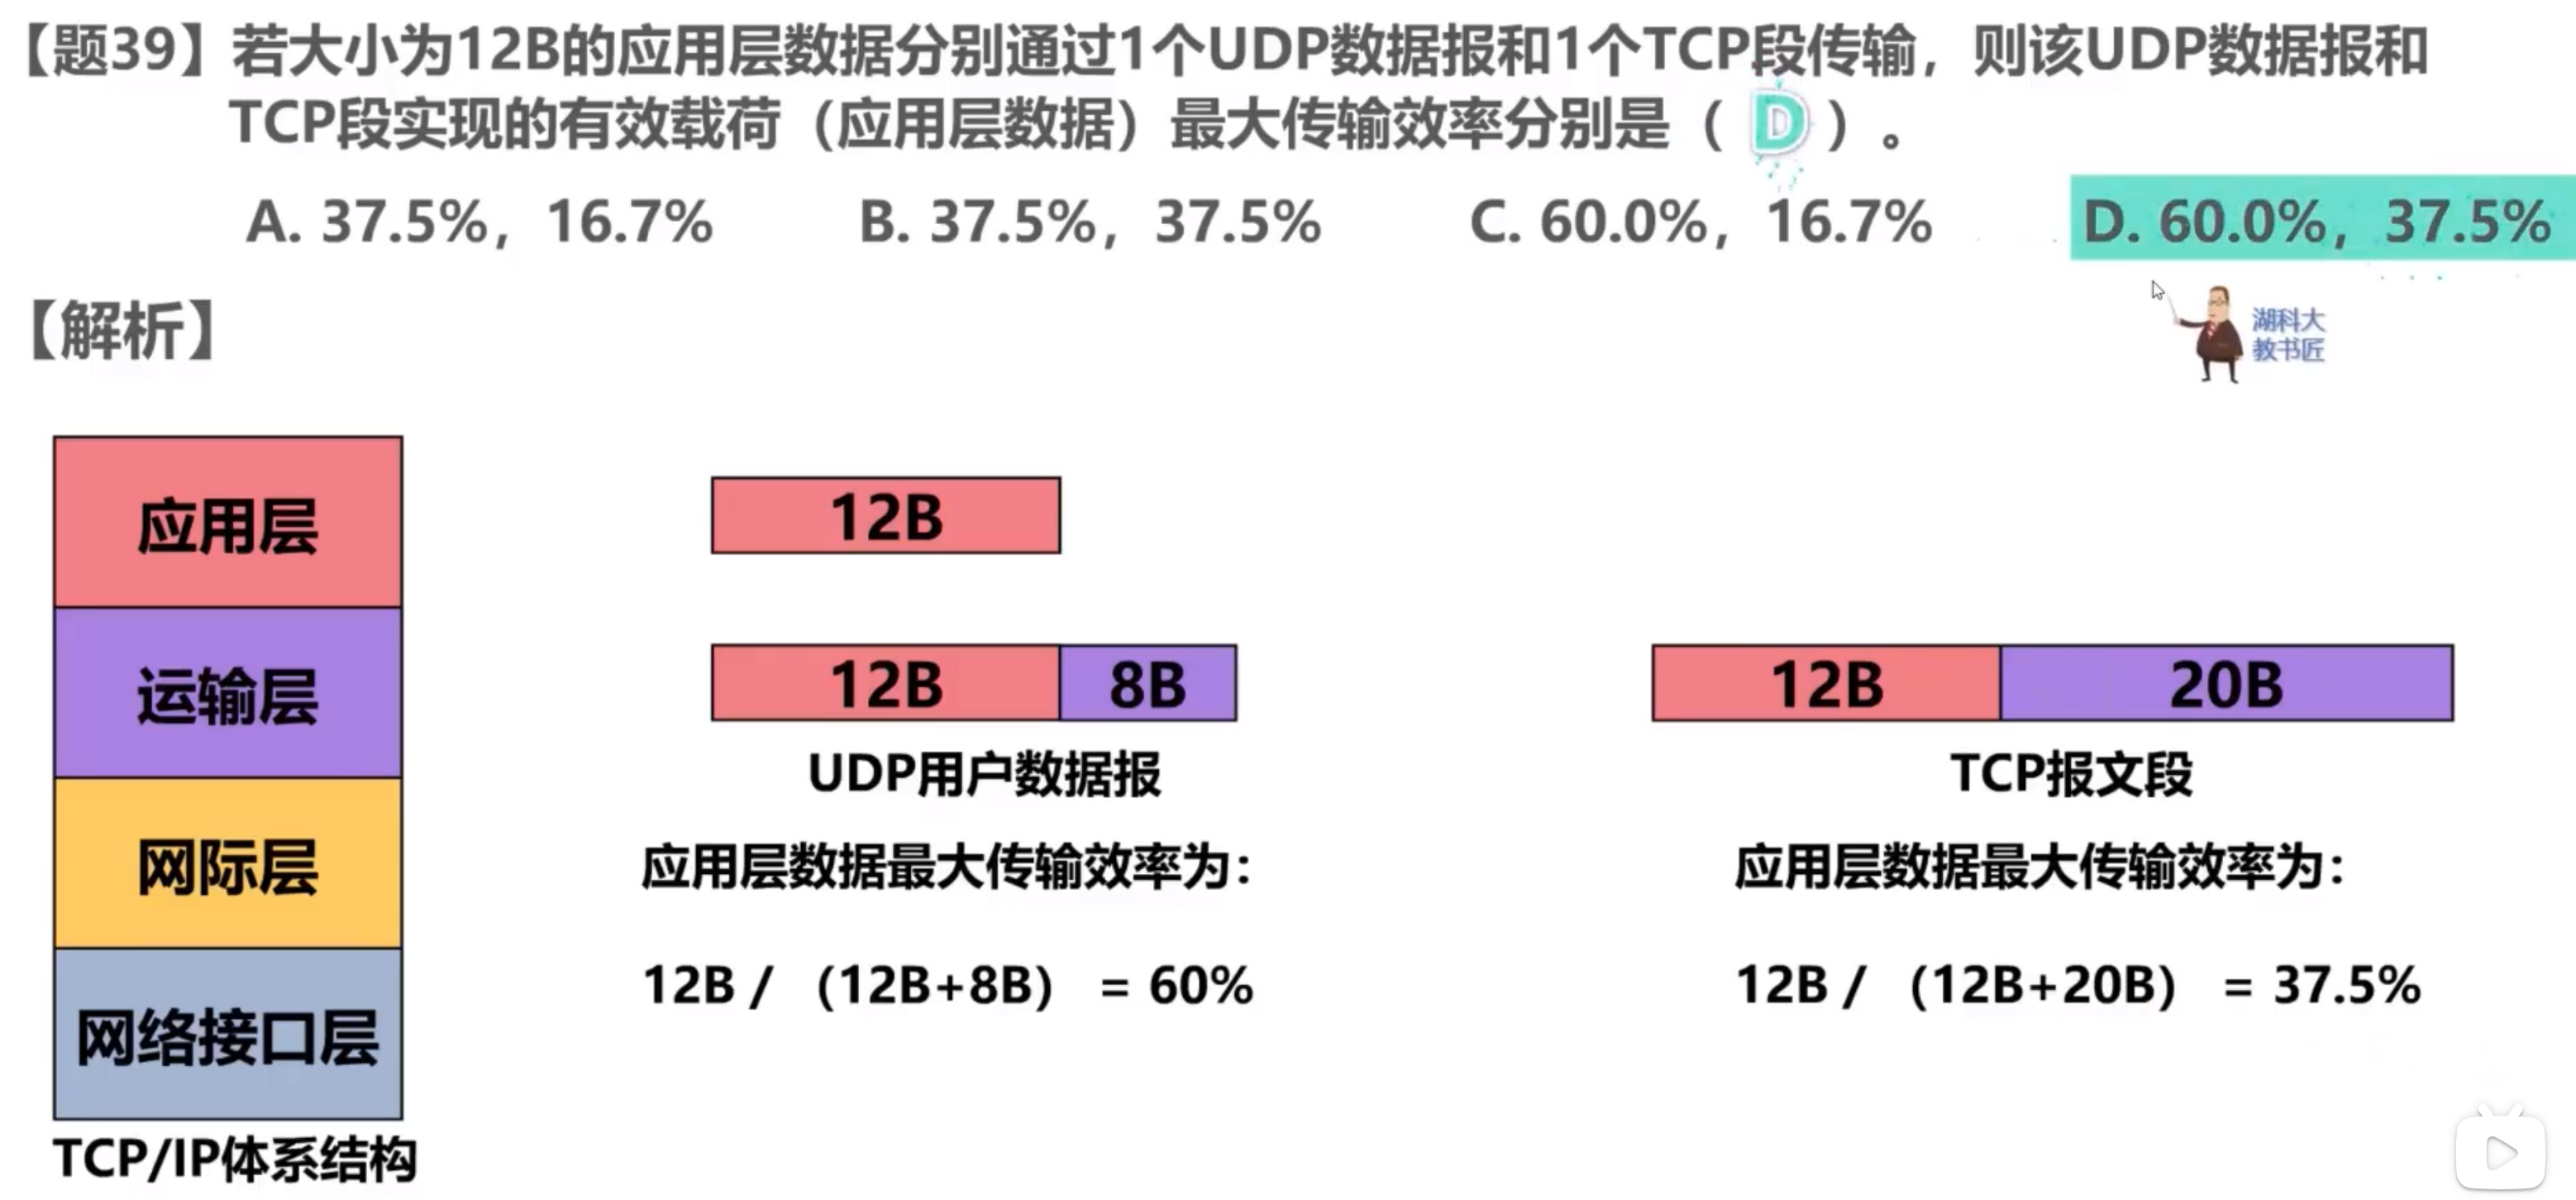 【题39】若大小为12B的应用层数据分别通过1个UDP数据报和1个TCP段传输，则该UDP数据报和
TCP段实现的有效载荷（应用层数据）最大传输效率分别是（ D ）。
A. 37.5%，16.7%
B. 37.5%，37.5%
C. 60.0%，16.7%
D. 60.0%，37.5%
【解析】
湖科大
教书匠
应用层
运输层
网际层
网络接口层
TCP/IP体系结构
12B
12B
8B
UDP用户数据报
应用层数据最大传输效率为：
12B / （12B+8B） = 60%
12B
20B
TCP报文段
应用层数据最大传输效率为：
12B / （12B+20B） = 37.5%